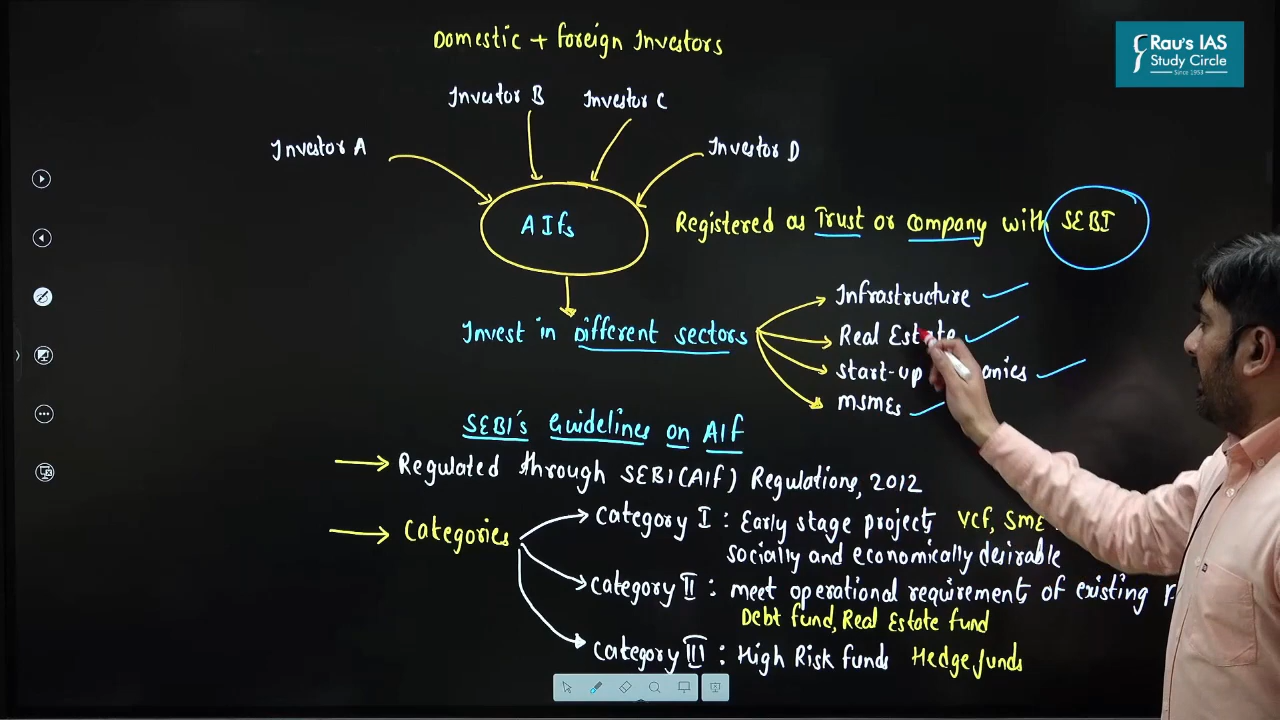 Domestic + Foreign Investors
Rau's IAS
Study Circle
Since 1953
Investor B Investor C
Investor A
Investor D
AIFs
Registered as Trust or company with SEBI
Infrastructure
Invest in Different sectors
Real Estate
start-up
MSMEs
SEBI's Guidelines on AIF
Regulated through SEBI(AIF) Regulations, 2012
Categories
Category I : Early stage project, VCF, SME
socially and economically desirable
Category II : meet operational requirement of existing
Debt fund, Real Estate fund
Category III : High Risk funds Hedge funds